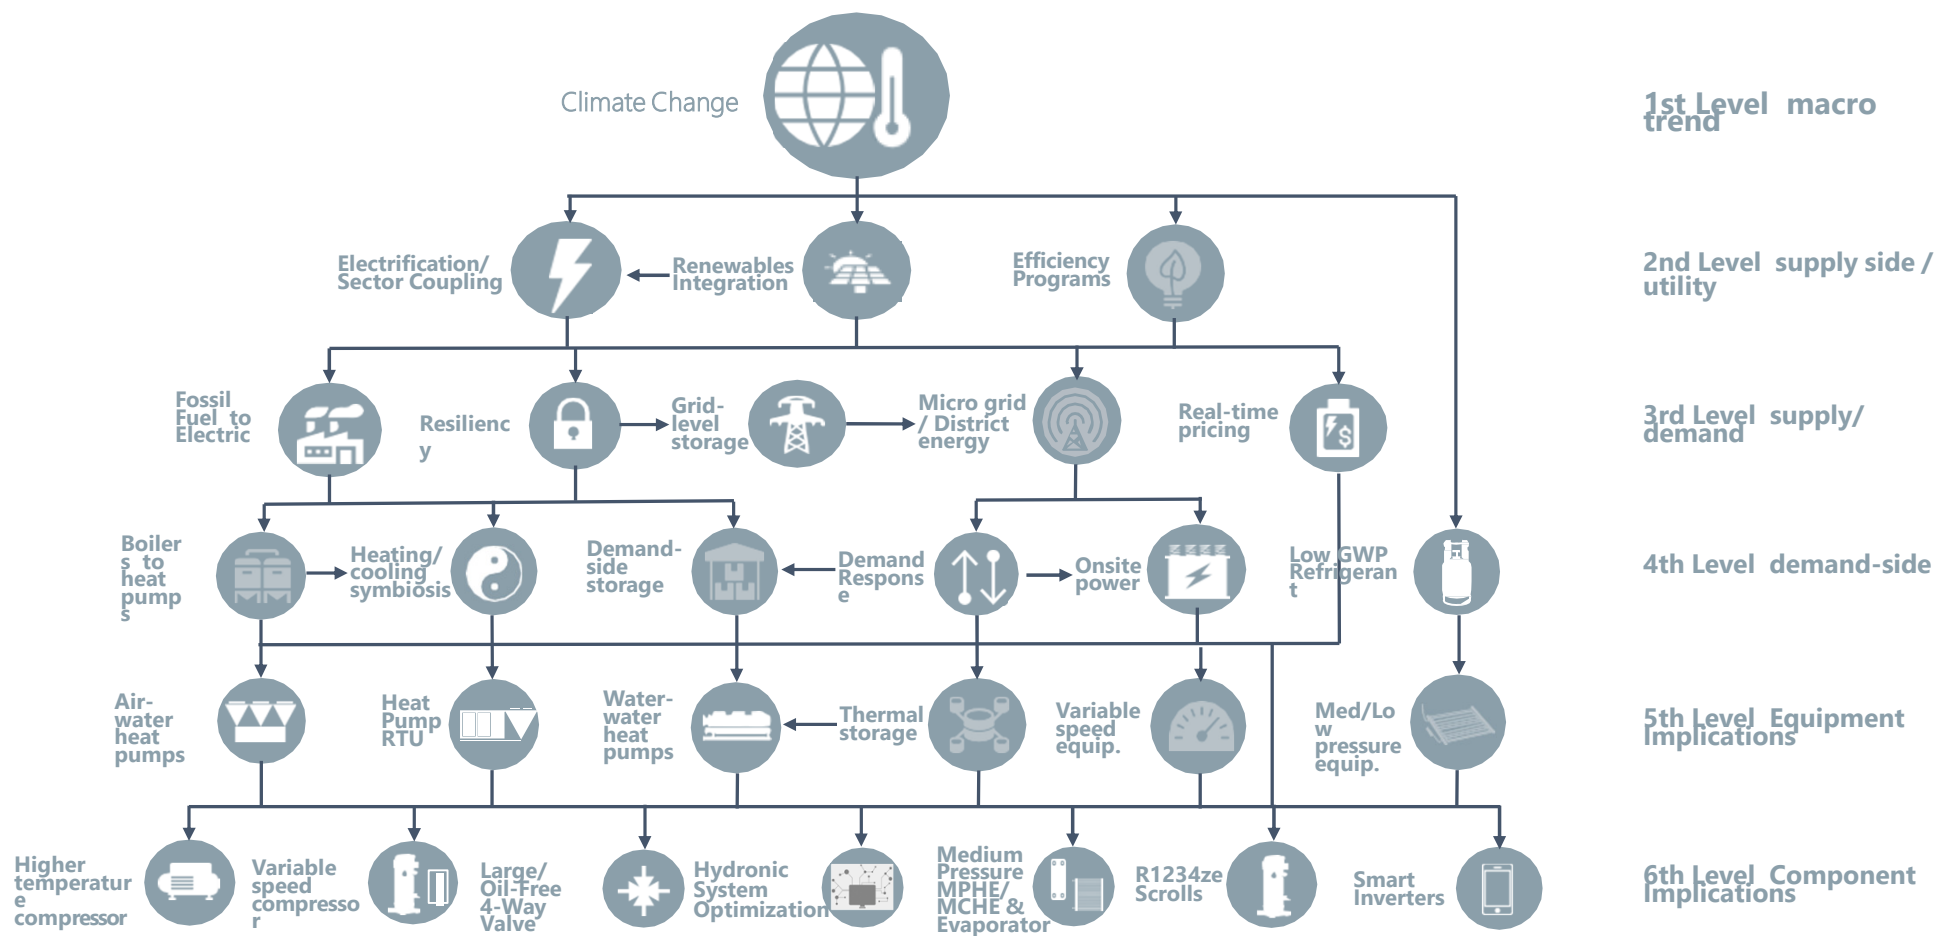 Climate Change
1st Level macro
trend
Electrification/
Sector Coupling
Renewables
Integration
Efficiency
Programs
2nd Level supply side /
utility
Fossil
Fuel to
Electric
Resilienc
y
Grid-
level
storage
Micro grid
/ District
energy
Real-time
pricing
$
3rd Level supply/
demand
Boiler
s to
heat
pump
s
Heating/
cooling
symbiosis
Demand-
side
storage
Demand
Respons
e
Onsite
power
Low GWP
Refrigeran
t
4th Level demand-side
Air-
water
heat
pumps
Heat
Pump
RTU
Water-
water
heat
pumps
Thermal
storage
Variable
speed
equip.
Med/Lo
w
pressure
equip.
5th Level Equipment
Implications
Higher
temperatur
e
compressor
Variable
speed
compresso
r
Large/
Oil-Free
4-Way
Valve
Hydronic
System
Optimization
Medium
Pressure
MPHE/
MCHE &
Evaporator
R1234ze
Scrolls
Smart
Inverters
6th Level Component
Implications